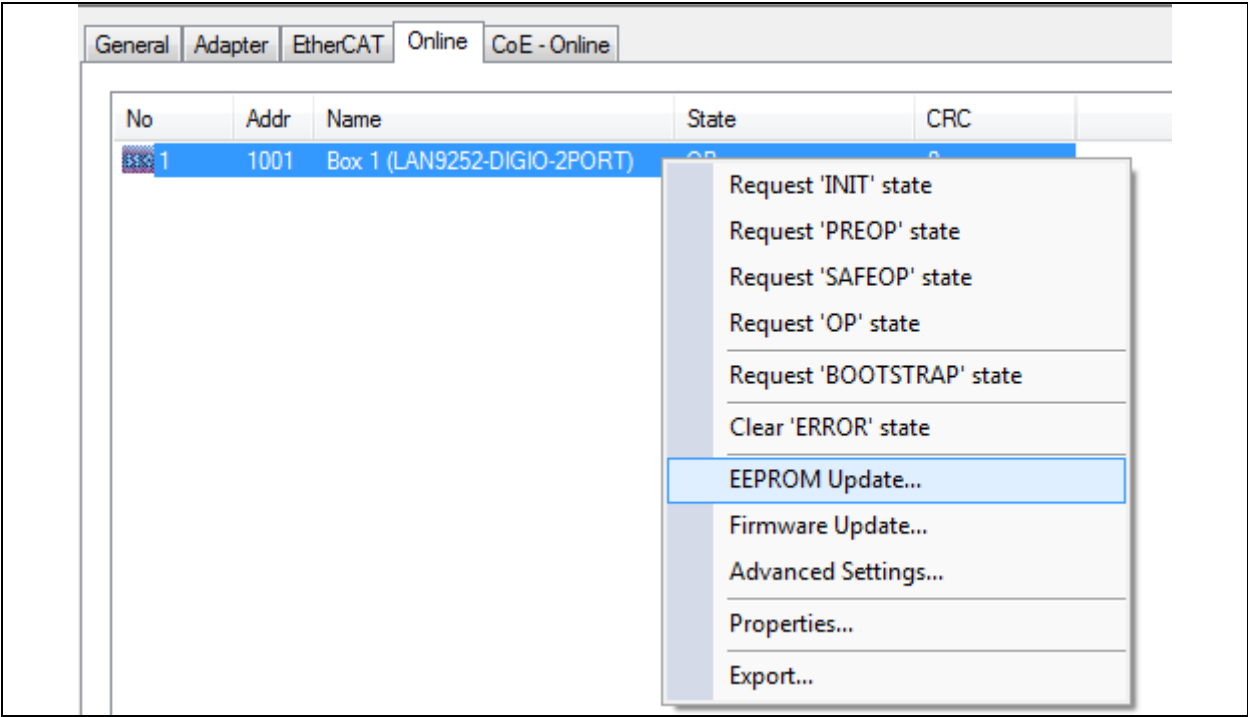 General Adapter EtherCAT Online CoE - Online
No Addr Name State CRC
1 1001 Box 1 (LAN9252-DIGIO-2PORT)
Request 'INIT' state
Request 'PREOP' state
Request 'SAFEOP' state
Request 'OP' state
Request 'BOOTSTRAP' state
Clear 'ERROR' state
EEPROM Update...
Firmware Update...
Advanced Settings...
Properties...
Export...